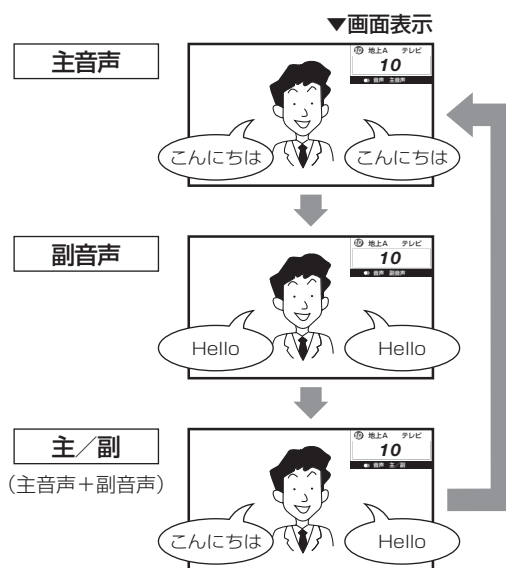 ▼画面表示
主音声
地上A テレビ
10
音声 主音声
こんにちは
こんにちは
副音声
地上A テレビ
10
音声 副音声
Hello
Hello
主／副
（主音声＋副音声）
地上A テレビ
10
音声 主／副
こんにちは
Hello